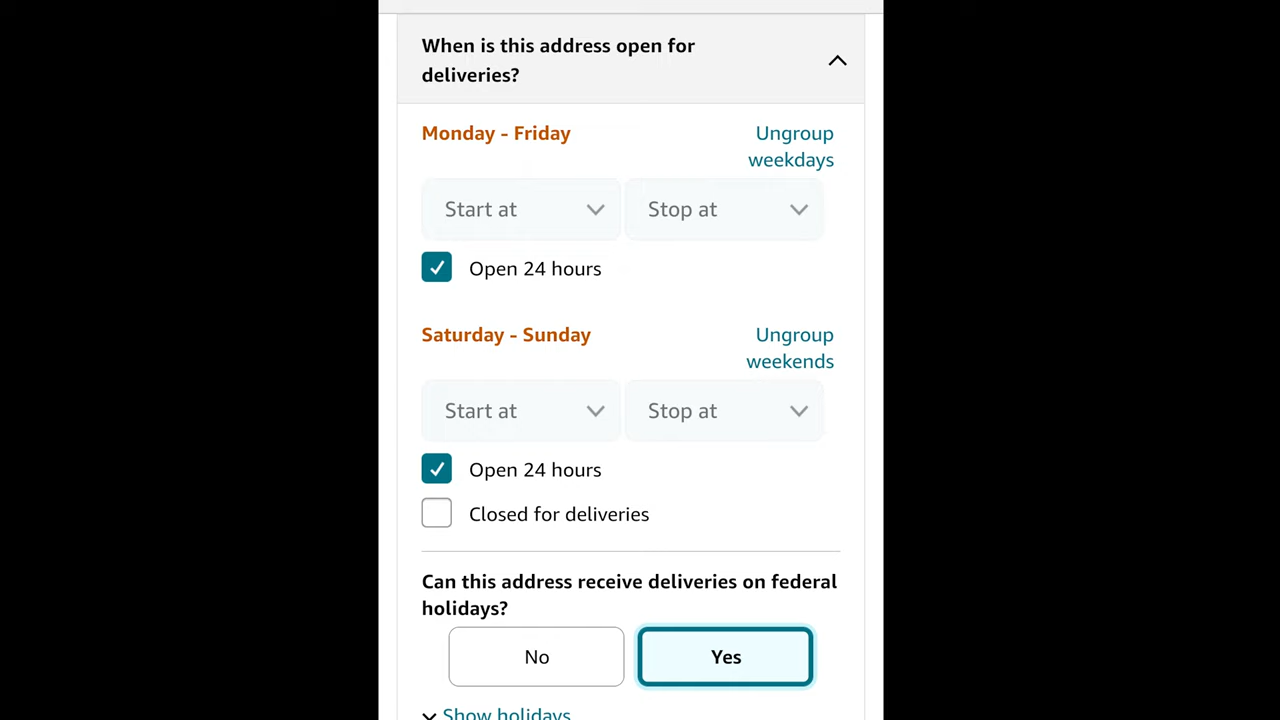 When is this address open for
deliveries?
Monday - Friday
Ungroup
weekdays
Start at
Stop at
Open 24 hours
Saturday - Sunday
Ungroup
weekends
Start at
Stop at
Open 24 hours
Closed for deliveries
Can this address receive deliveries on federal
holidays?
No
Yes
Show holidays